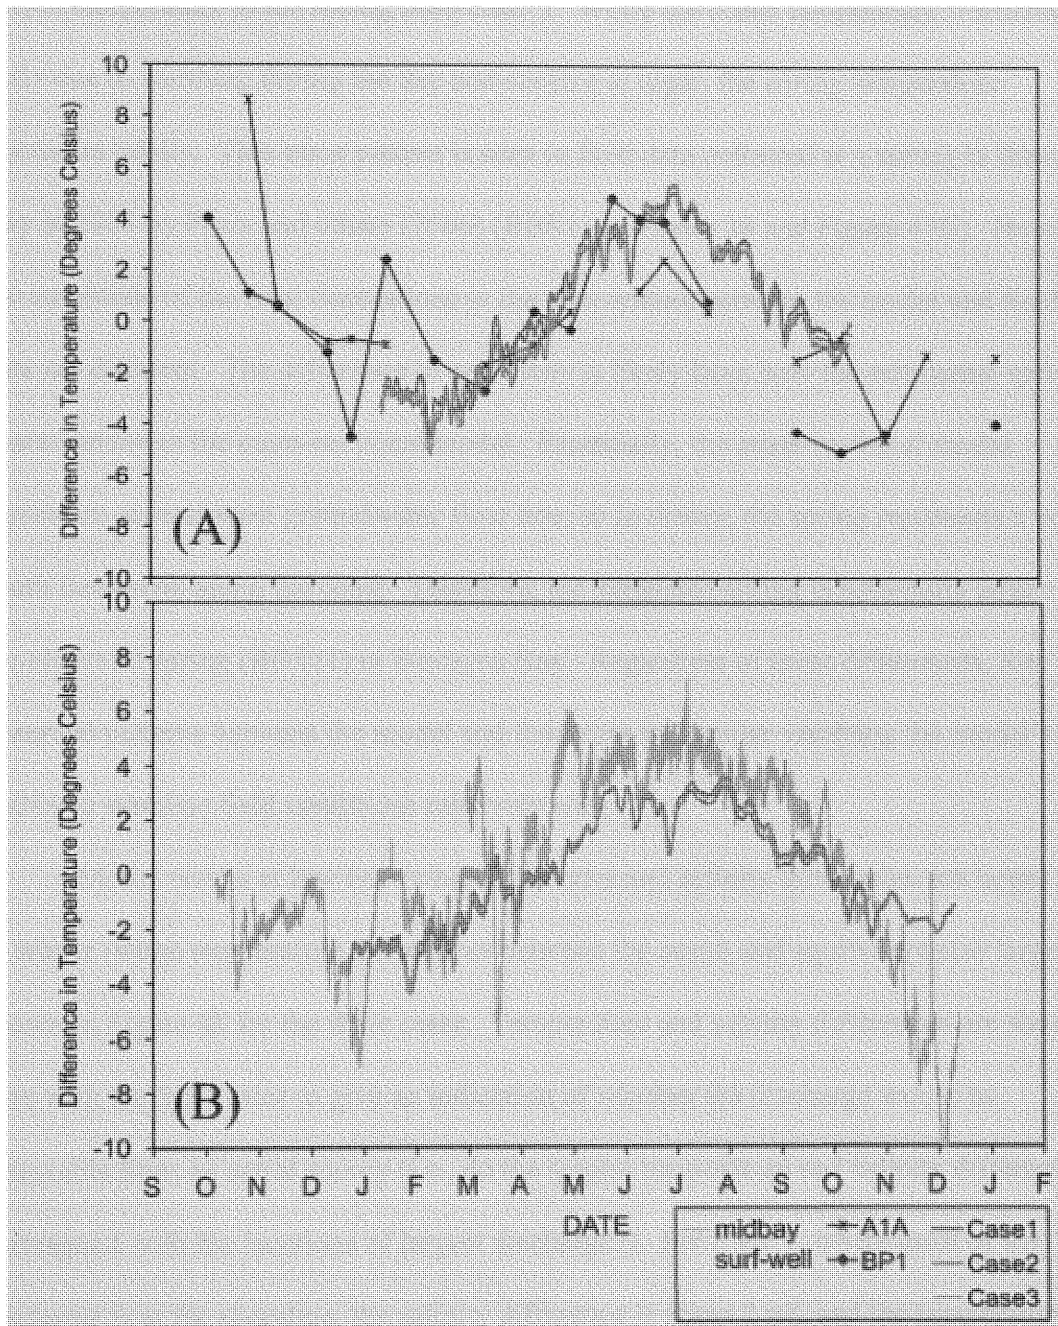 10
8
6
4
2
0
-2
-4
-6
-8
-10
Difference in Temperature (Degrees Celsius)
(A)
10
8
6
4
2
0
-2
-4
-6
-8
-10
Difference in Temperature (Degrees Celsius)
(B)
S O N D J F M A M J J A S O N D J F
DATE
midbay A1A Case1
surf-well BP1 Case2
Case3